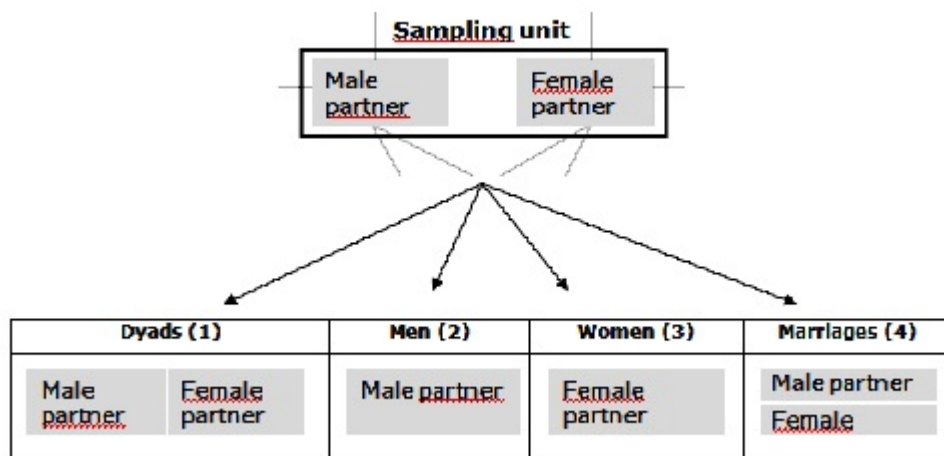 Sampling unit
Male Female
partner partner
Dyads (1) Men (2) Women (3) Marriages (4)
Male Female Male partner Female Male partner
partner partner partner Female